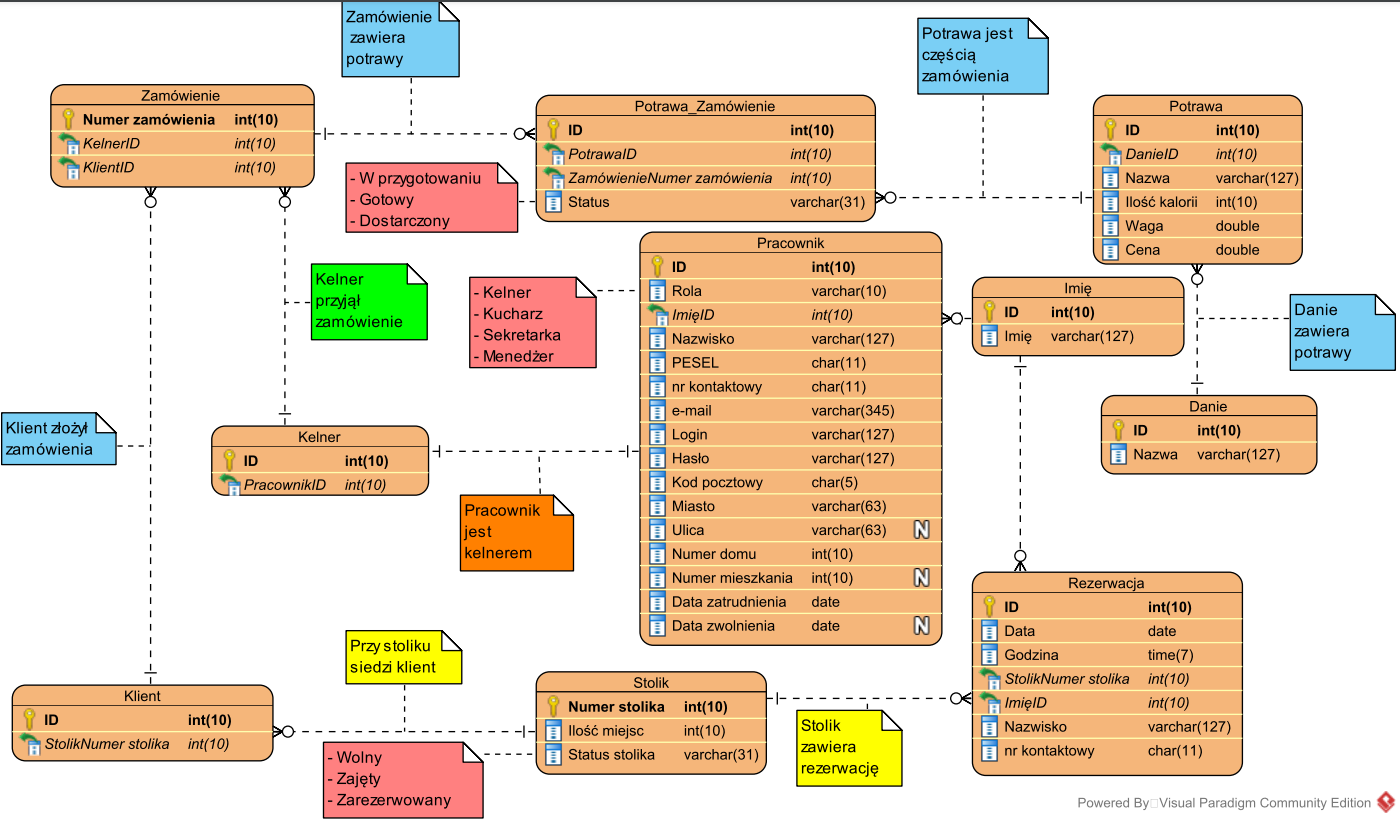 Zamówienie
zawiera
potrawy
Potrawa jest
częścią
zamówienia
Zamówienie
Numer zamówienia int(10)
KelnerID int(10)
KlientID int(10)
Potrawa_Zamówienie
ID int(10)
PotrawaID int(10)
ZamówienieNumer zamówienia int(10)
Status varchar(31)
Potrawa
ID int(10)
DanieID int(10)
Nazwa varchar(127)
Ilość kalorii int(10)
Waga double
Cena double
- W przygotowaniu
- Gotowy
- Dostarczony
Pracownik
ID int(10)
Rola varchar(10)
ImięID int(10)
Nazwisko varchar(127)
PESEL char(11)
nr kontaktowy char(11)
e-mail varchar(345)
Login varchar(127)
Hasło varchar(127)
Kod pocztowy char(5)
Miasto varchar(63)
Ulica varchar(63) N
Numer domu int(10)
Numer mieszkania int(10) N
Data zatrudnienia date
Data zwolnienia date N
Kelner
przyjął
zamówienie
- Kelner
- Kucharz
- Sekretarka
- Menedżer
Imię
ID int(10)
Imię varchar(127)
Danie
zawiera
potrawy
Danie
ID int(10)
Nazwa varchar(127)
Klient złożył
zamówienia
Kelner
ID int(10)
PracownikID int(10)
Pracownik
jest
kelnerem
Rezerwacja
ID int(10)
Data date
Godzina time(7)
StolikNumer stolika int(10)
ImięID int(10)
Nazwisko varchar(127)
nr kontaktowy char(11)
Przy stoliku
siedzi klient
Klient
ID int(10)
StolikNumer stolika int(10)
Stolik
Numer stolika int(10)
Ilość miejsc int(10)
Status stolika varchar(31)
Stolik
zawiera
rezerwację
- Wolny
- Zajęty
- Zarezerwowany
Powered By Visual Paradigm Community Edition